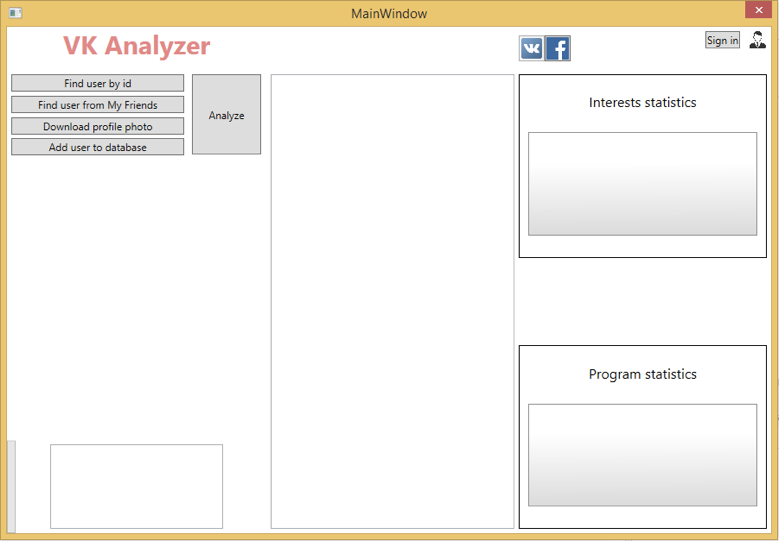 MainWindow
VK Analyzer
Sign in
Find user by id
Find user from My Friends
Download profile photo
Add user to database
Analyze
Interests statistics
Program statistics